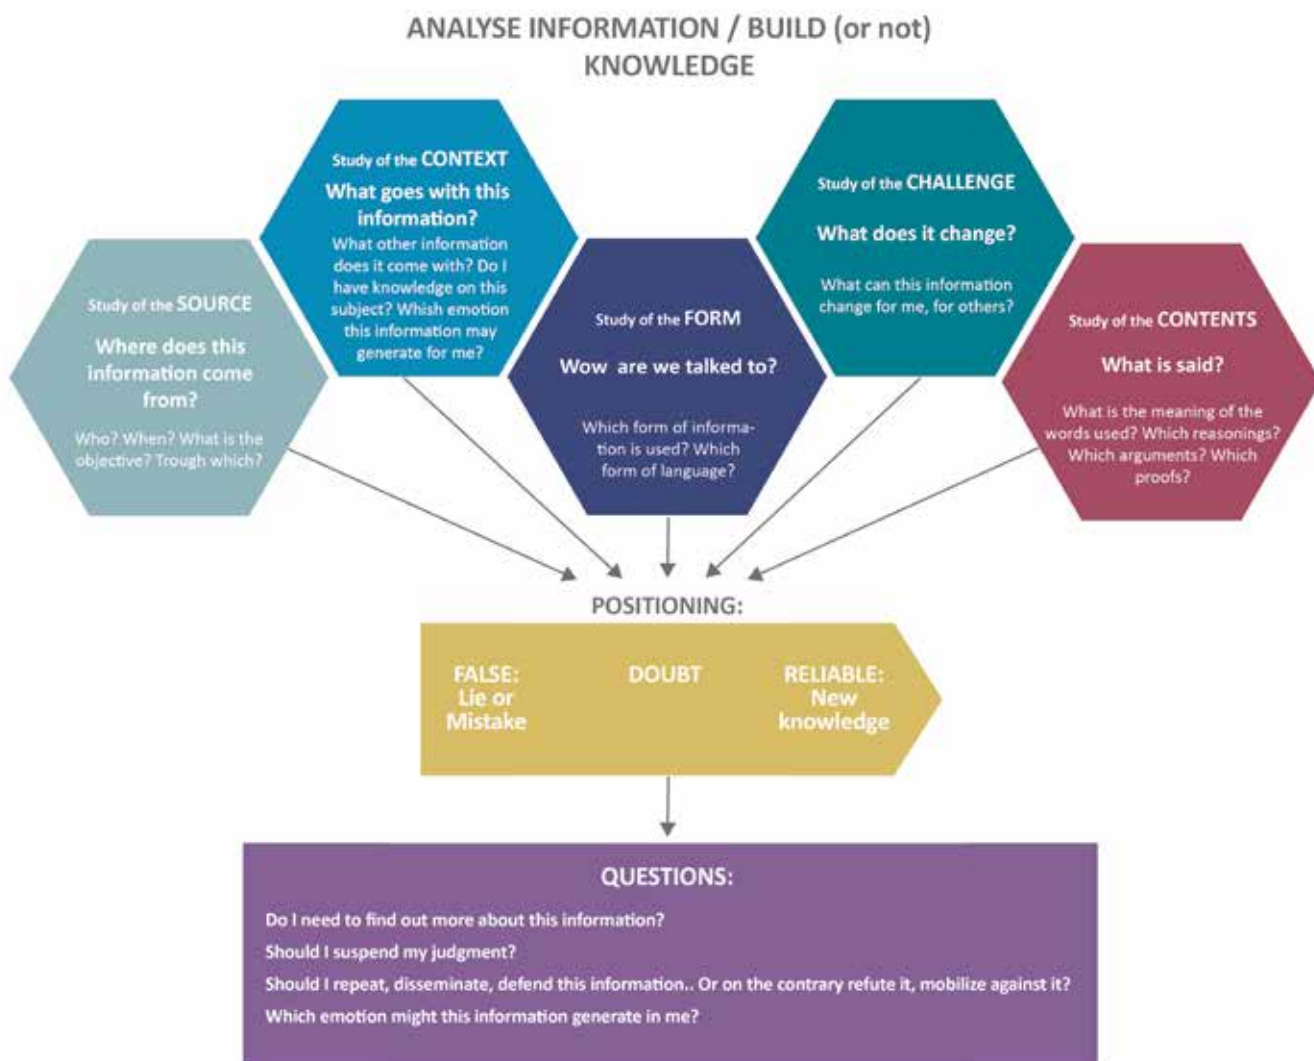 ANALYSE INFORMATION / BUILD (or not)
KNOWLEDGE
Study of the SOURCE
Where does this
information come
from?
Who? When? What is the
objective? Trough which?
Study of the CONTEXT
What goes with this
information?
What other information
does it come with? Do I
have knowledge on this
subject? Whish emotion
this information may
generate for me?
Study of the FORM
Wow are we talked to?
Which form of informa-
tion is used? Which
form of language?
Study of the CHALLENGE
What does it change?
What can this information
change for me, for others?
Study of the CONTENTS
What is said?
What is the meaning of the
words used? Which reasonings?
Which arguments? Which
proofs?
POSITIONING:
FALSE:
Lie or
Mistake
DOUBT
RELIABLE:
New
knowledge
QUESTIONS:
Do I need to find out more about this information?
Should I suspend my judgment?
Should I repeat, disseminate, defend this information.. Or on the contrary refute it, mobilize against it?
Which emotion might this information generate in me?